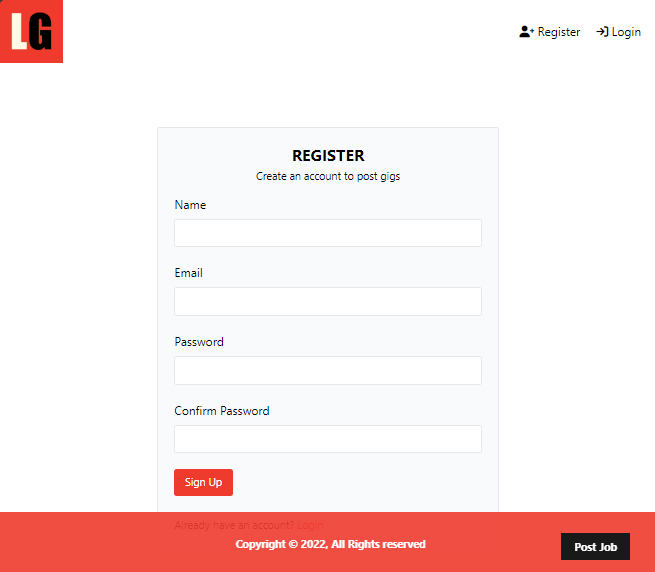 LG
Register
Login
REGISTER
Create an account to post gigs
Name
Email
Password
Confirm Password
Sign Up
Already have an account? Login
Copyright © 2022, All Rights reserved
Post Job